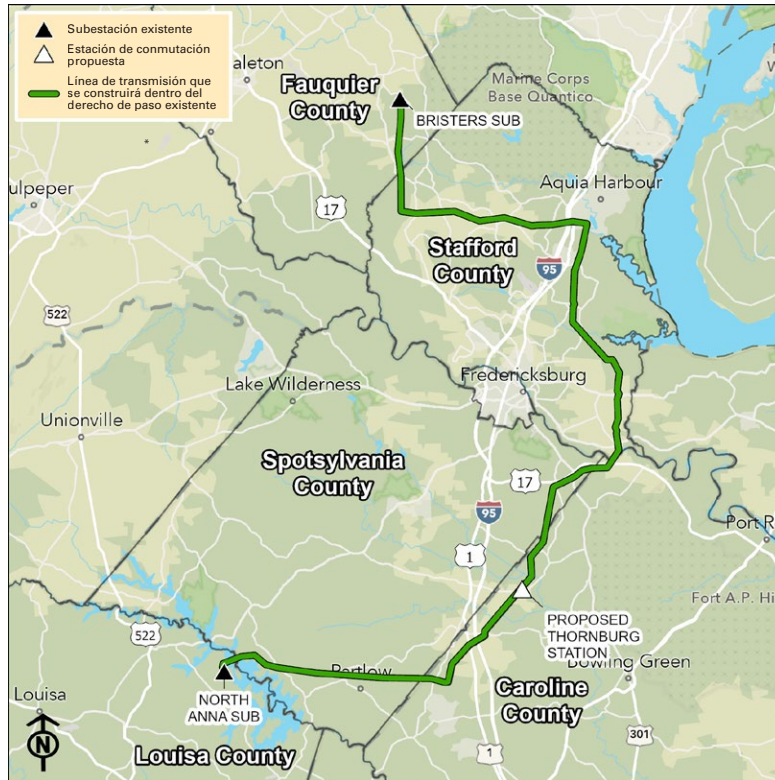 Subestación existente
Estación de conmutación
propuesta
Línea de transmisión que
se construirá dentro del
derecho de paso existente
*
aleton
Fauquier
County
BRISTERS SUB
Marine Corps
Base Quantico
Aquia Harbour
ulpeper
17
Stafford
County
95
522
Fredericksburg
Lake Wilderness
Unionville
Spotsylvania
County
17
95
1
Port R
Fort A.P. Hi
PROPOSED
THORNBURG
STATION
522
Bowling Green
Partlow
Louisa
NORTH
ANNA SUB
Caroline
County
301
N
Louisa County
1